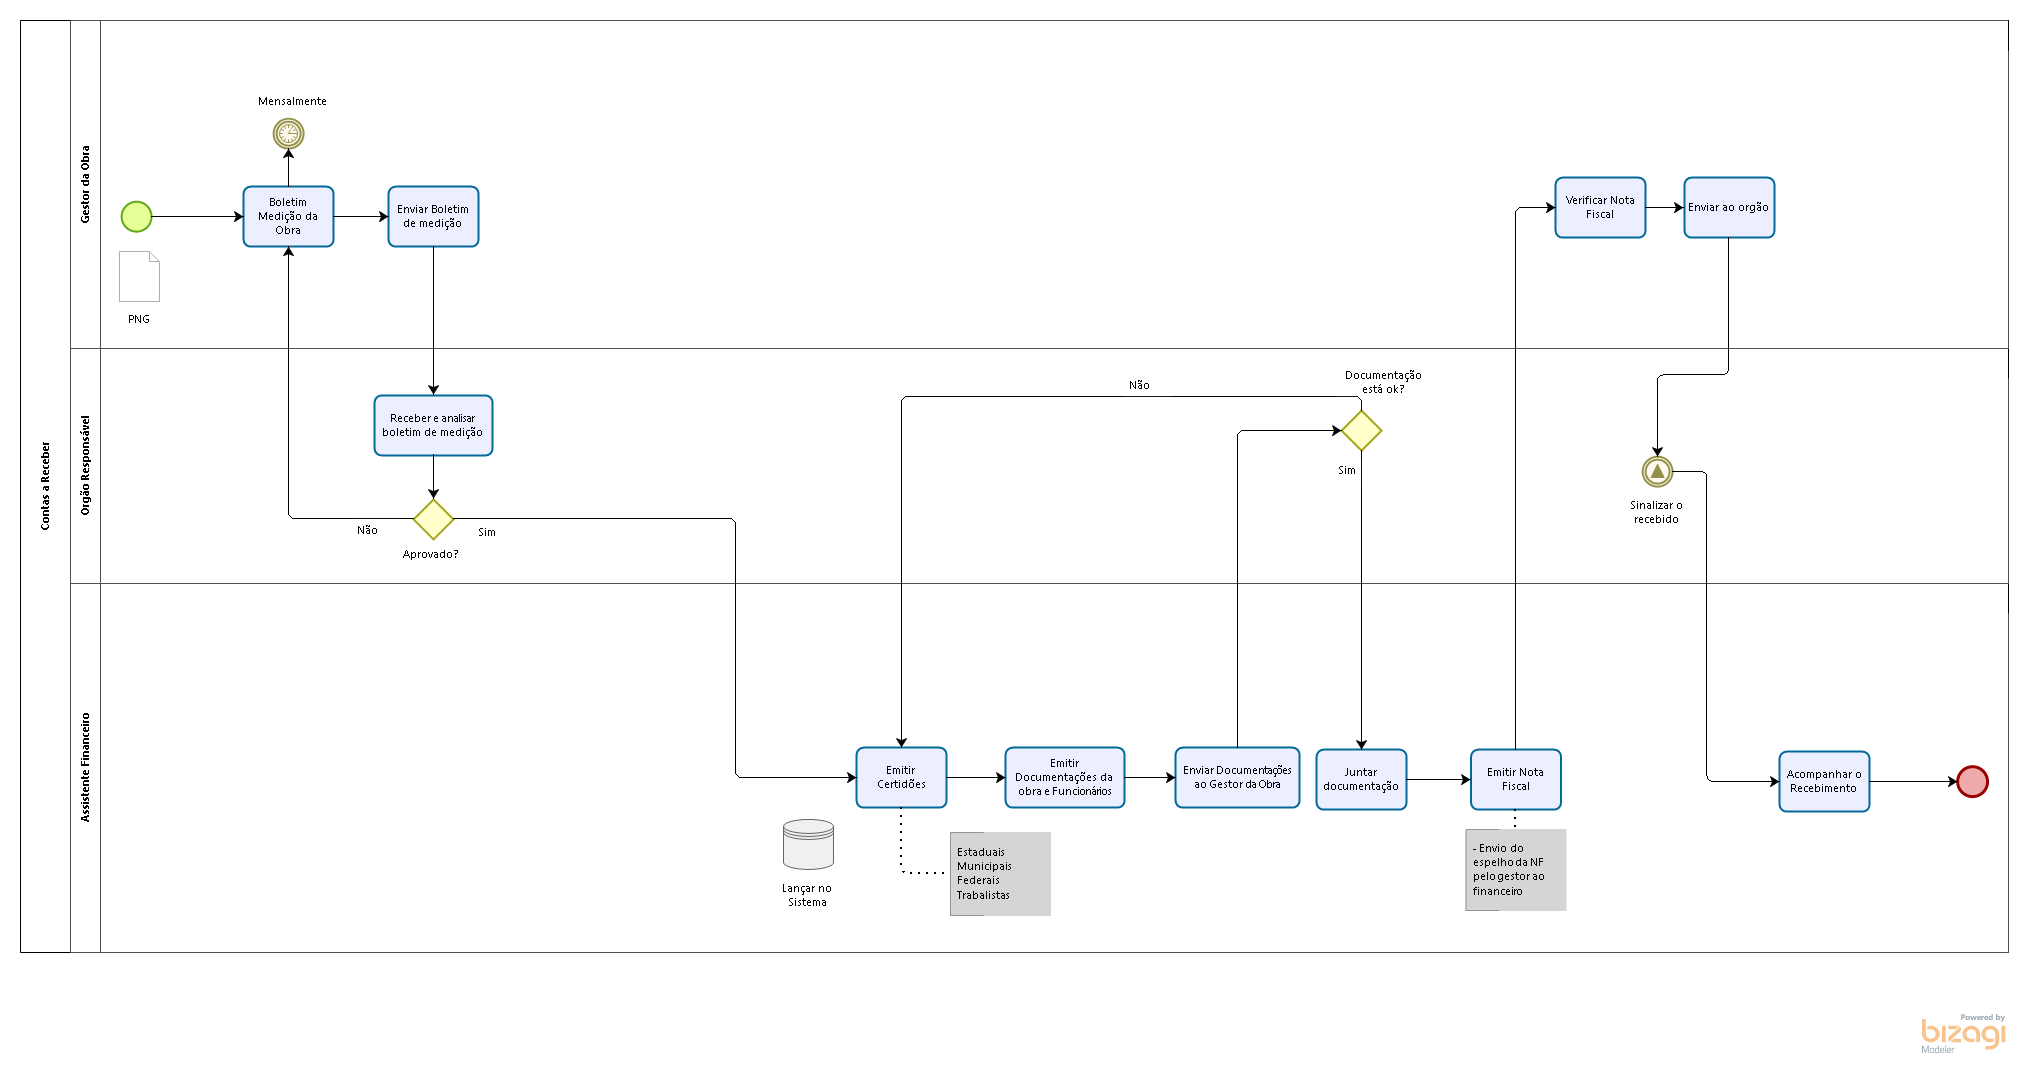 Contas a Receber
Gestor da Obra
Mensalmente
Boletim
Medição da
Obra
Enviar Boletim
de medição
PNG
Verificar Nota
Fiscal
Enviar ao orgão
Orgão Responsável
Receber e analisar
boletim de medição
Não
Sim
Aprovado?
Não
Documentação
está ok?
Sim
Sinalizar o
recebido
Assistente Financeiro
Emitir
Certidões
Emitir
Documentações da
obra e Funcionários
Enviar Documentações
ao Gestor da Obra
Juntar
documentação
Emitir Nota
Fiscal
Acompanhar o
Recebimento
Lançar no
Sistema
Estaduais
Municipais
Federais
Trabalistas
- Envio do
espelho da NF
pelo gestor ao
financeiro
Powered by
bizagi
Modeler